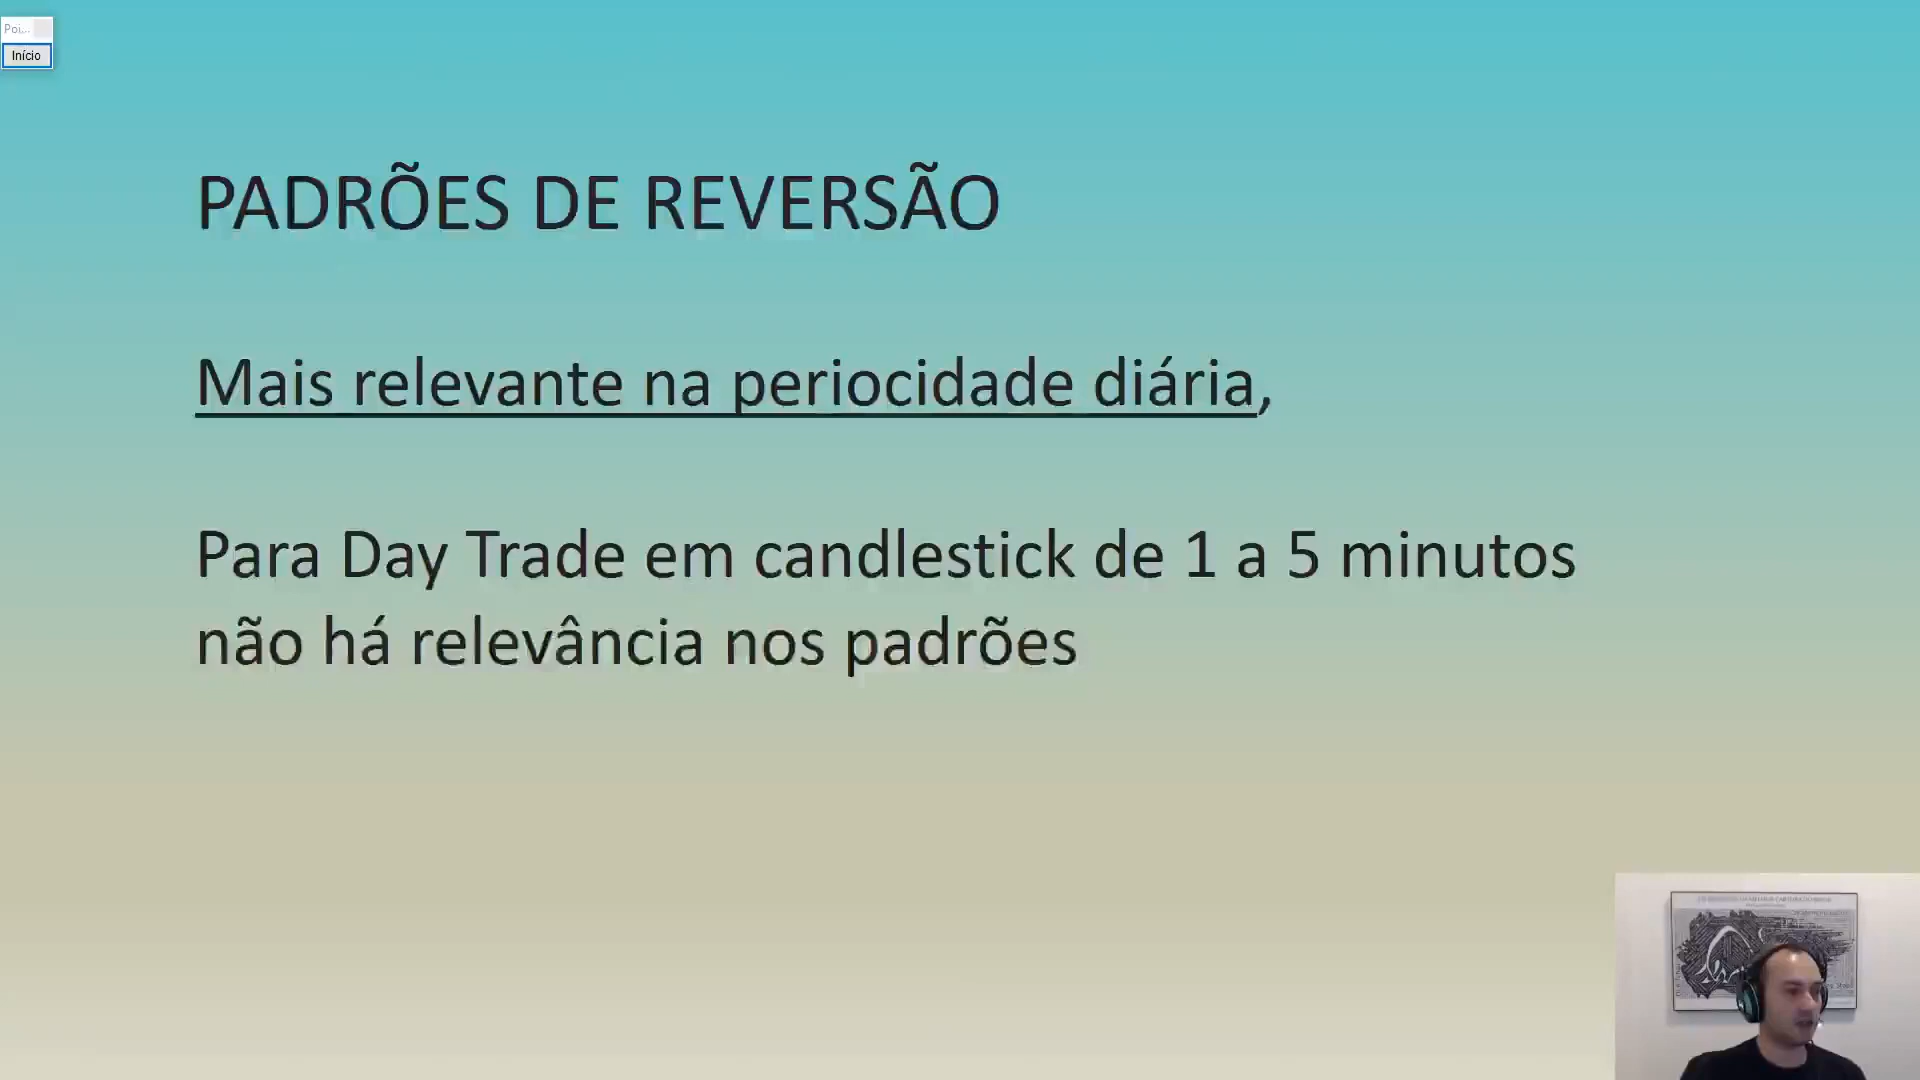 Poi...
Início
PADRÕES DE REVERSÃO
Mais relevante na periocidade diária,
Para Day Trade em candlestick de 1 a 5 minutos
não há relevância nos padrões